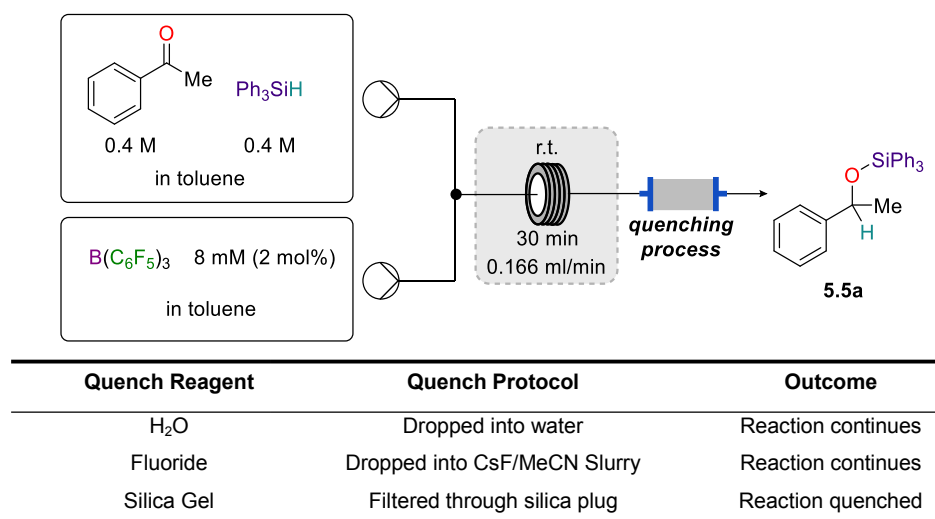 O
Me
Ph3SiH
0.4 M 0.4 M
in toluene
B(C6F5)3 8 mM (2 mol%)
in toluene
r.t.
30 min
0.166 ml/min
quenching
process
SiPh3
O
Me
H
5.5a
Quench Reagent Quench Protocol Outcome
H2O Dropped into water Reaction continues
Fluoride Dropped into CsF/MeCN Slurry Reaction continues
Silica Gel Filtered through silica plug Reaction quenched